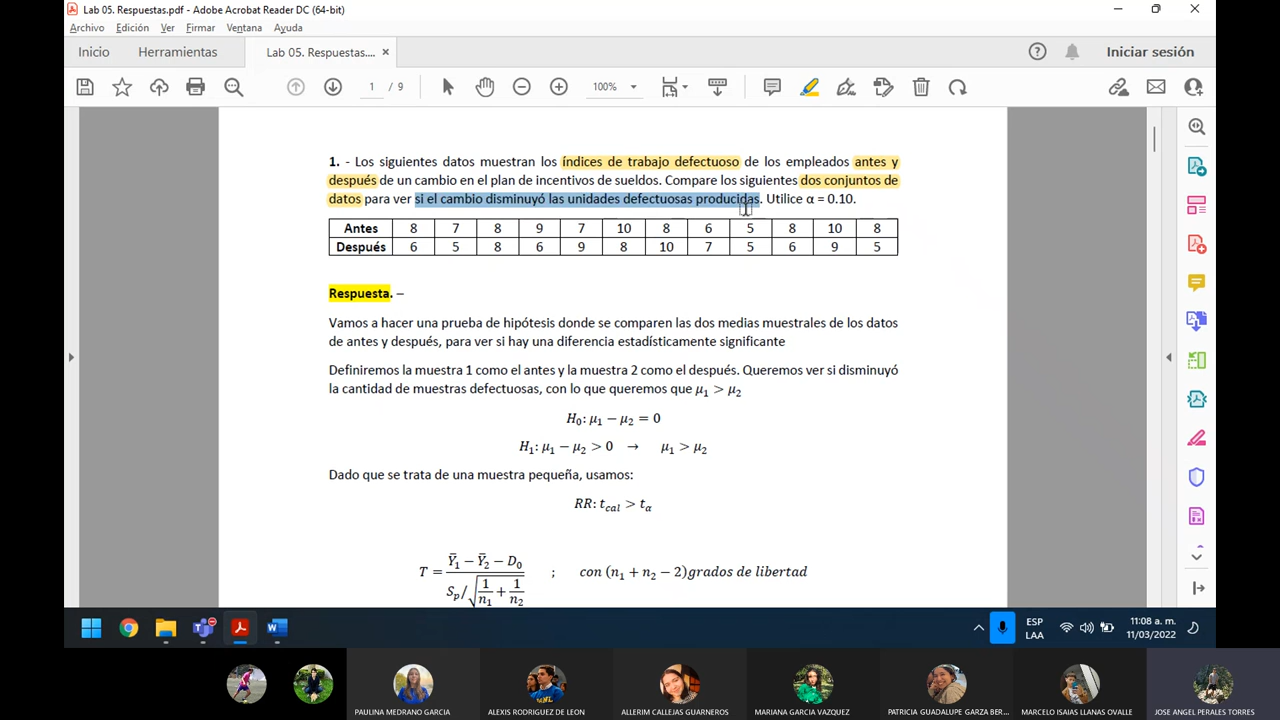 Lab 05. Respuestas.pdf - Adobe Acrobat Reader DC (64-bit)
Archivo Edición Ver Firmar Ventana Ayuda
Inicio Herramientas Lab 05. Respuestas.... × Iniciar sesión
1 / 9 100%
1. - Los siguientes datos muestran los índices de trabajo defectuoso de los empleados antes y
después de un cambio en el plan de incentivos de sueldos. Compare los siguientes dos conjuntos de
datos para ver si el cambio disminuyó las unidades defectuosas producidas. Utilice α = 0.10.
Antes 8 7 8 9 7 10 8 6 5 8 10 8
Después 6 5 8 6 9 8 10 7 5 6 9 5
Respuesta. –
Vamos a hacer una prueba de hipótesis donde se comparen las dos medias muestrales de los datos
de antes y después, para ver si hay una diferencia estadísticamente significante
Definiremos la muestra 1 como el antes y la muestra 2 como el después. Queremos ver si disminuyó
la cantidad de muestras defectuosas, con lo que queremos que μ₁ > μ₂
H₀: μ₁ − μ₂ = 0
H₁: μ₁ − μ₂ > 0 → μ₁ > μ₂
Dado que se trata de una muestra pequeña, usamos:
RR: t_cal > t_α
T = (Ȳ₁ − Ȳ₂ − D₀) / (S_p/√(1/n₁ + 1/n₂)) ; con (n₁ + n₂ − 2)grados de libertad
ESP 11:08 a. m.
LAA 11/03/2022
PAULINA MEDRANO GARCIA ALEXIS RODRIGUEZ DE LEON ALLERIM CALLEJAS GUARNEROS MARIANA GARCIA VAZQUEZ PATRICIA GUADALUPE GARZA BER... MARCELO ISAIAS LLANAS OVALLE JOSE ANGEL PERALES TORRES